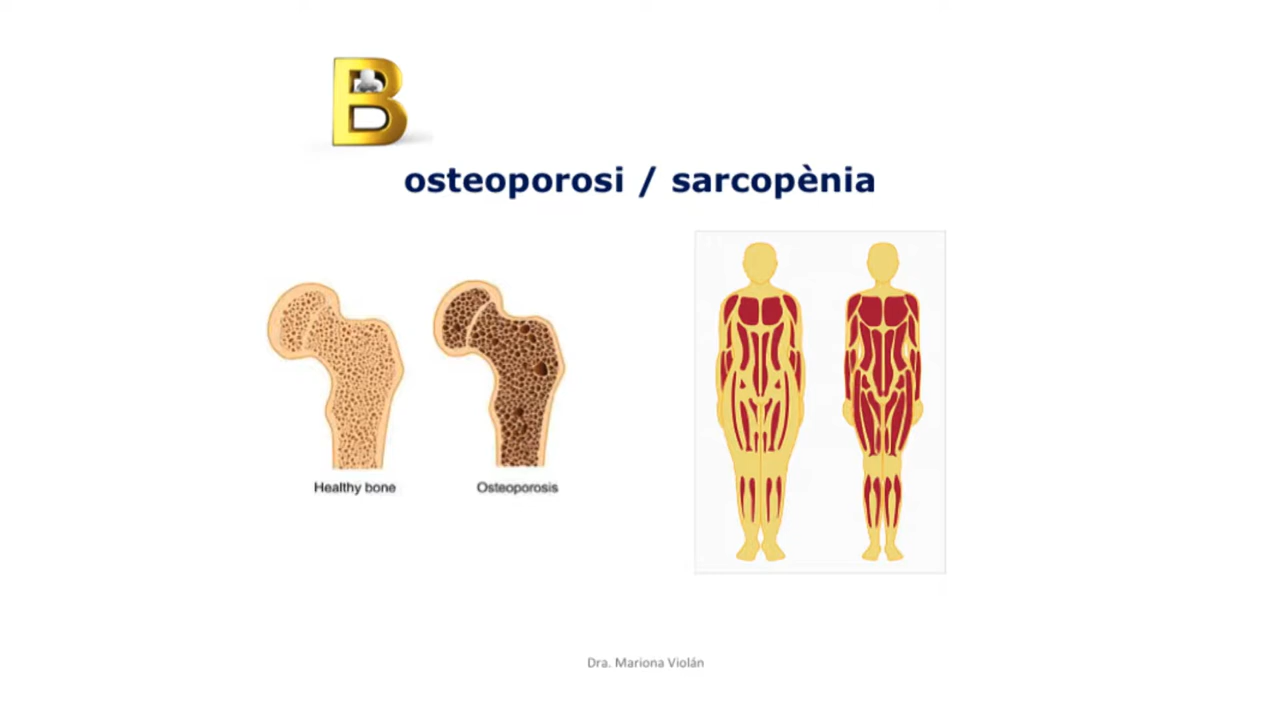 B
osteoporosi / sarcopènia
Healthy bone
Osteoporosis
Dra. Mariona Violán